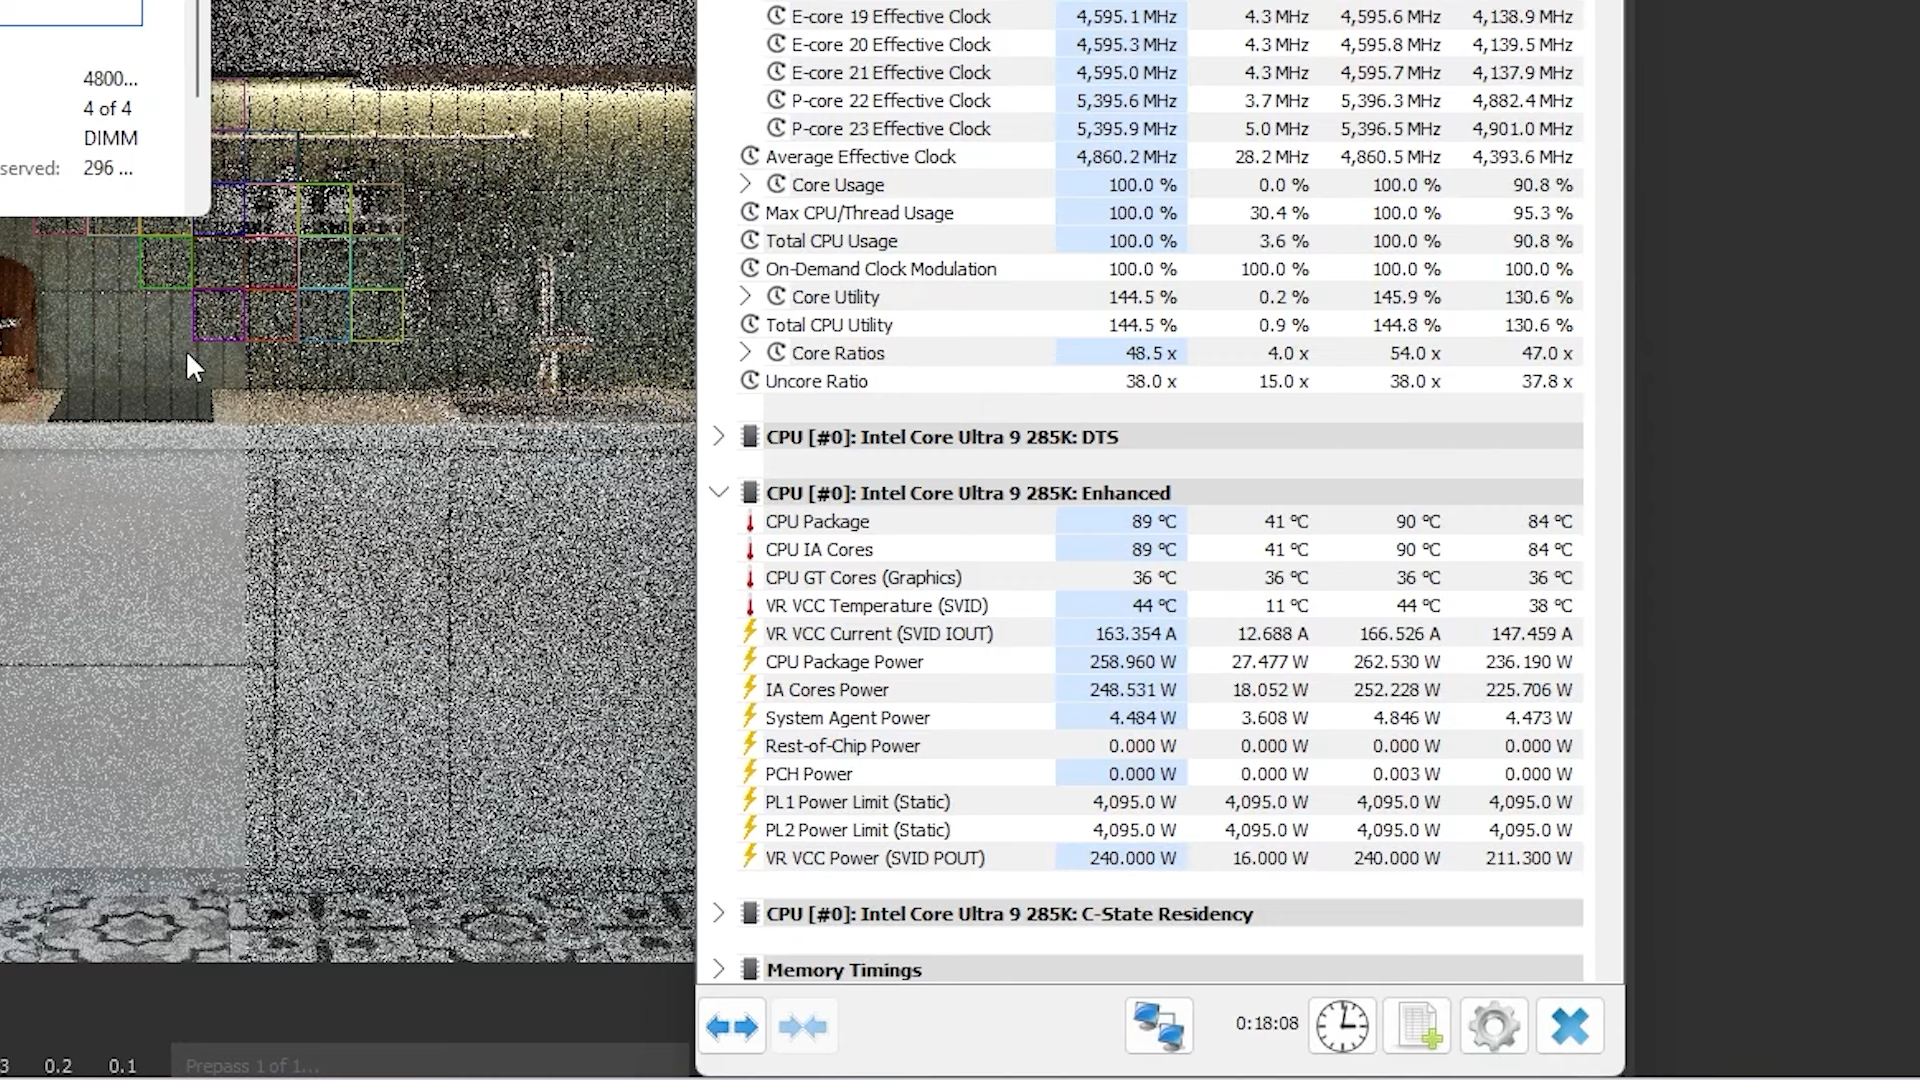 4800...
4 of 4
DIMM
served: 296 ...
E-core 19 Effective Clock 4,595.1 MHz 4.3 MHz 4,595.6 MHz 4,138.9 MHz
E-core 20 Effective Clock 4,595.3 MHz 4.3 MHz 4,595.8 MHz 4,139.5 MHz
E-core 21 Effective Clock 4,595.0 MHz 4.3 MHz 4,595.7 MHz 4,137.9 MHz
P-core 22 Effective Clock 5,395.6 MHz 3.7 MHz 5,396.3 MHz 4,882.4 MHz
P-core 23 Effective Clock 5,395.9 MHz 5.0 MHz 5,396.5 MHz 4,901.0 MHz
Average Effective Clock 4,860.2 MHz 28.2 MHz 4,860.5 MHz 4,393.6 MHz
Core Usage 100.0 % 0.0 % 100.0 % 90.8 %
Max CPU/Thread Usage 100.0 % 30.4 % 100.0 % 95.3 %
Total CPU Usage 100.0 % 3.6 % 100.0 % 90.8 %
On-Demand Clock Modulation 100.0 % 100.0 % 100.0 % 100.0 %
Core Utility 144.5 % 0.2 % 145.9 % 130.6 %
Total CPU Utility 144.5 % 0.9 % 144.8 % 130.6 %
Core Ratios 48.5 x 4.0 x 54.0 x 47.0 x
Uncore Ratio 38.0 x 15.0 x 38.0 x 37.8 x
CPU [#0]: Intel Core Ultra 9 285K: DTS
CPU [#0]: Intel Core Ultra 9 285K: Enhanced
CPU Package 89 °C 41 °C 90 °C 84 °C
CPU IA Cores 89 °C 41 °C 90 °C 84 °C
CPU GT Cores (Graphics) 36 °C 36 °C 36 °C 36 °C
VR VCC Temperature (SVID) 44 °C 11 °C 44 °C 38 °C
VR VCC Current (SVID IOUT) 163.354 A 12.688 A 166.526 A 147.459 A
CPU Package Power 258.960 W 27.477 W 262.530 W 236.190 W
IA Cores Power 248.531 W 18.052 W 252.228 W 225.706 W
System Agent Power 4.484 W 3.608 W 4.846 W 4.473 W
Rest-of-Chip Power 0.000 W 0.000 W 0.000 W 0.000 W
PCH Power 0.000 W 0.000 W 0.003 W 0.000 W
PL1 Power Limit (Static) 4,095.0 W 4,095.0 W 4,095.0 W 4,095.0 W
PL2 Power Limit (Static) 4,095.0 W 4,095.0 W 4,095.0 W 4,095.0 W
VR VCC Power (SVID POUT) 240.000 W 16.000 W 240.000 W 211.300 W
CPU [#0]: Intel Core Ultra 9 285K: C-State Residency
Memory Timings
0:18:08
3 0.2 0.1 Prepass 1 of 1...